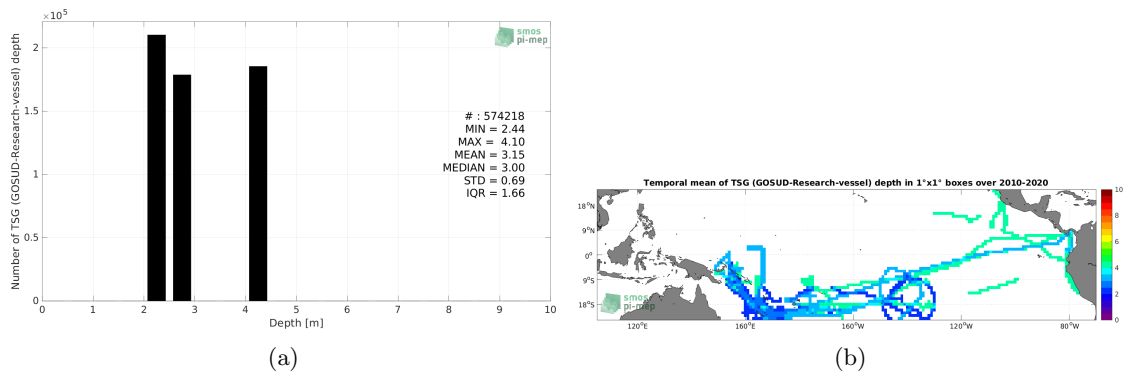 ×10⁵
smos
pi-mep
Number of TSG (GOSUD-Research-vessel) depth
2
1.5
1
0.5
0
# : 574218
MIN = 2.44
MAX = 4.10
MEAN = 3.15
MEDIAN = 3.00
STD = 0.69
IQR = 1.66
0 1 2 3 4 5 6 7 8 9 10
Depth [m]
(a)
Temporal mean of TSG (GOSUD-Research-vessel) depth in 1°x1° boxes over 2010-2020
18°N
9°N
0°
9°S
18°S
smos
pi-mep
120°E 160°E 160°W 120°W 80°W
10
8
6
4
2
0
(b)